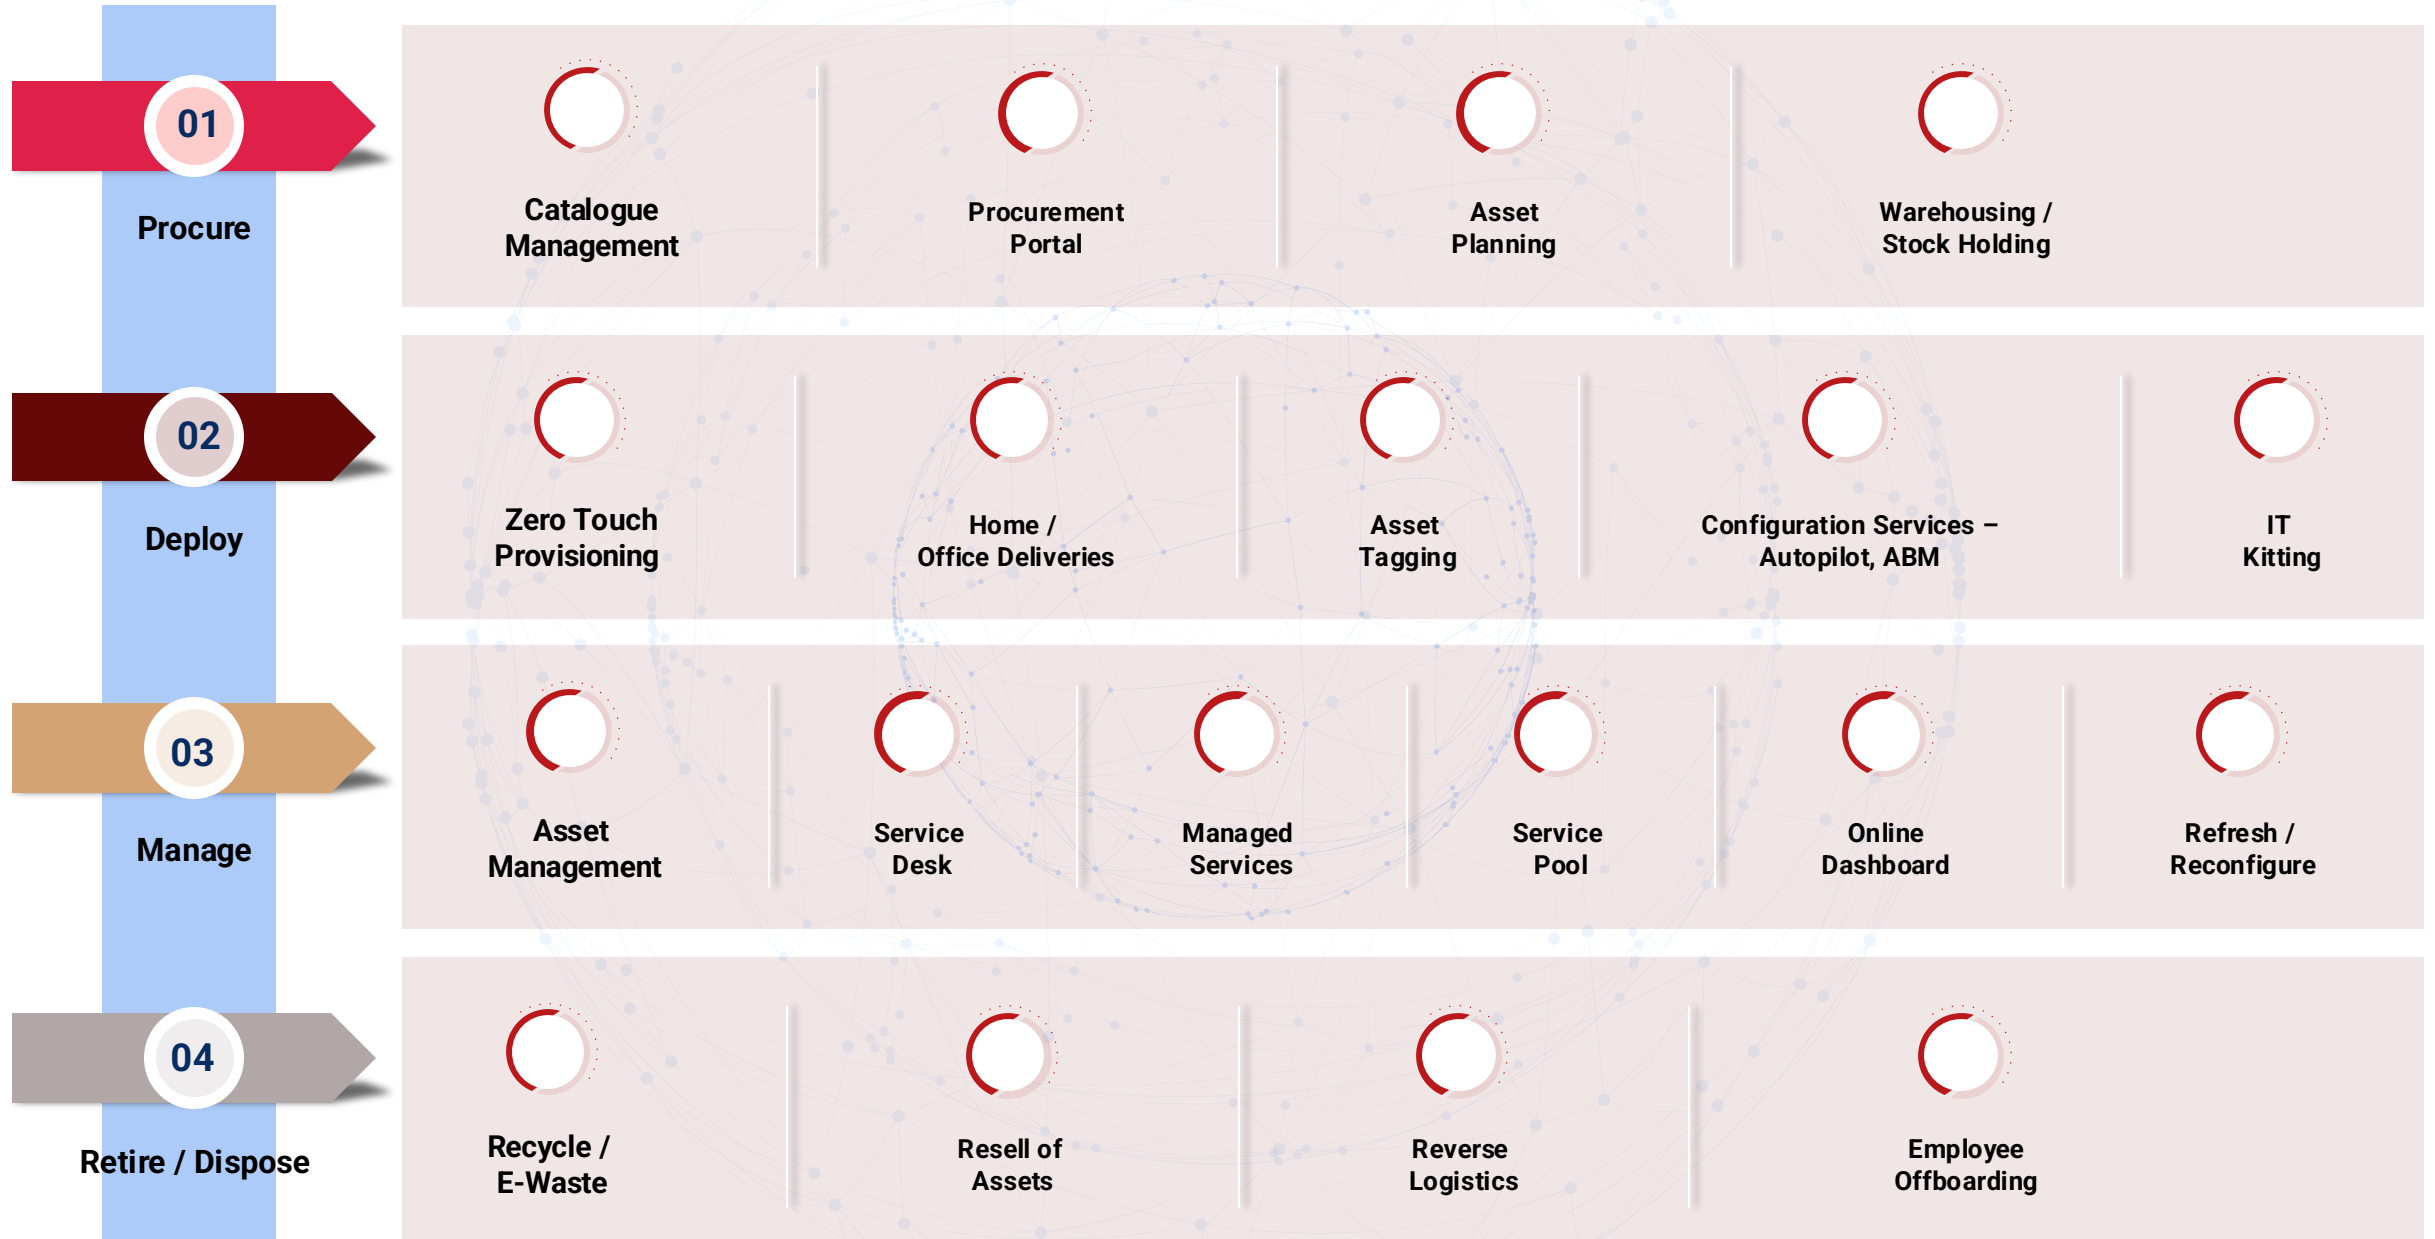 01
Procure
Catalogue
Management
Procurement
Portal
Asset
Planning
Warehousing /
Stock Holding
02
Deploy
Zero Touch
Provisioning
Home /
Office Deliveries
Asset
Tagging
Configuration Services –
Autopilot, ABM
IT
Kitting
03
Manage
Asset
Management
Service
Desk
Managed
Services
Service
Pool
Online
Dashboard
Refresh /
Reconfigure
04
Retire / Dispose
Recycle /
E-Waste
Resell of
Assets
Reverse
Logistics
Employee
Offboarding